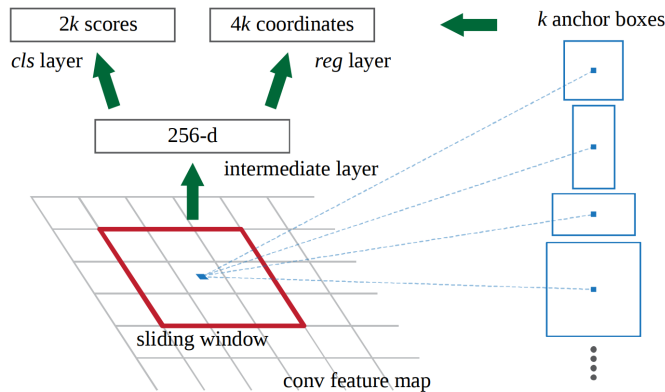 2k scores
4k coordinates
k anchor boxes
cls layer
reg layer
256-d
intermediate layer
sliding window
conv feature map